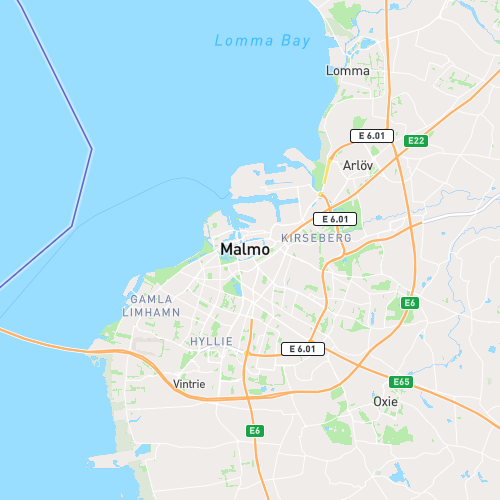 Lomma Bay
Lomma
E 6.01
E22
Arlöv
E 6.01
KIRSEBERG
Malmo
GAMLA
LIMHAMN
E6
HYLLIE
E 6.01
Vintrie
E65
Oxie
E6